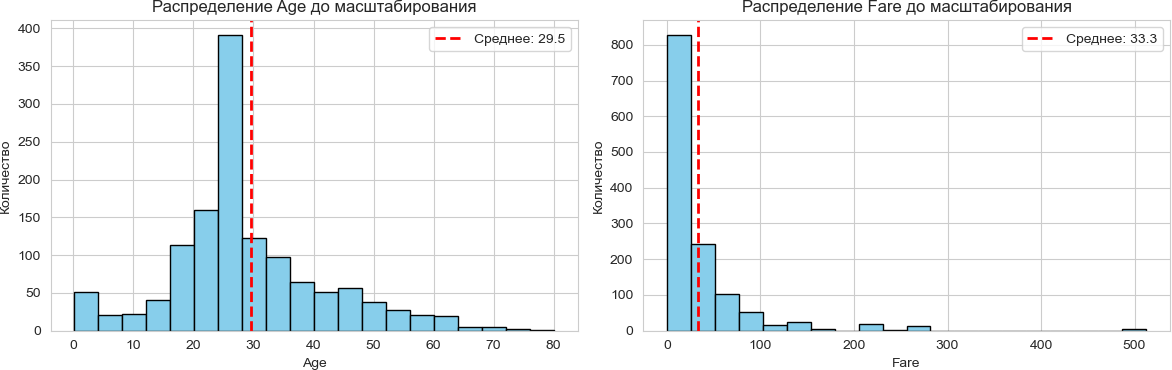 Распределение Age до масштабирования
Среднее: 29.5
Количество
400
350
300
250
200
150
100
50
0
0 10 20 30 40 50 60 70 80
Age
Распределение Fare до масштабирования
Среднее: 33.3
Количество
800
700
600
500
400
300
200
100
0
0 100 200 300 400 500
Fare